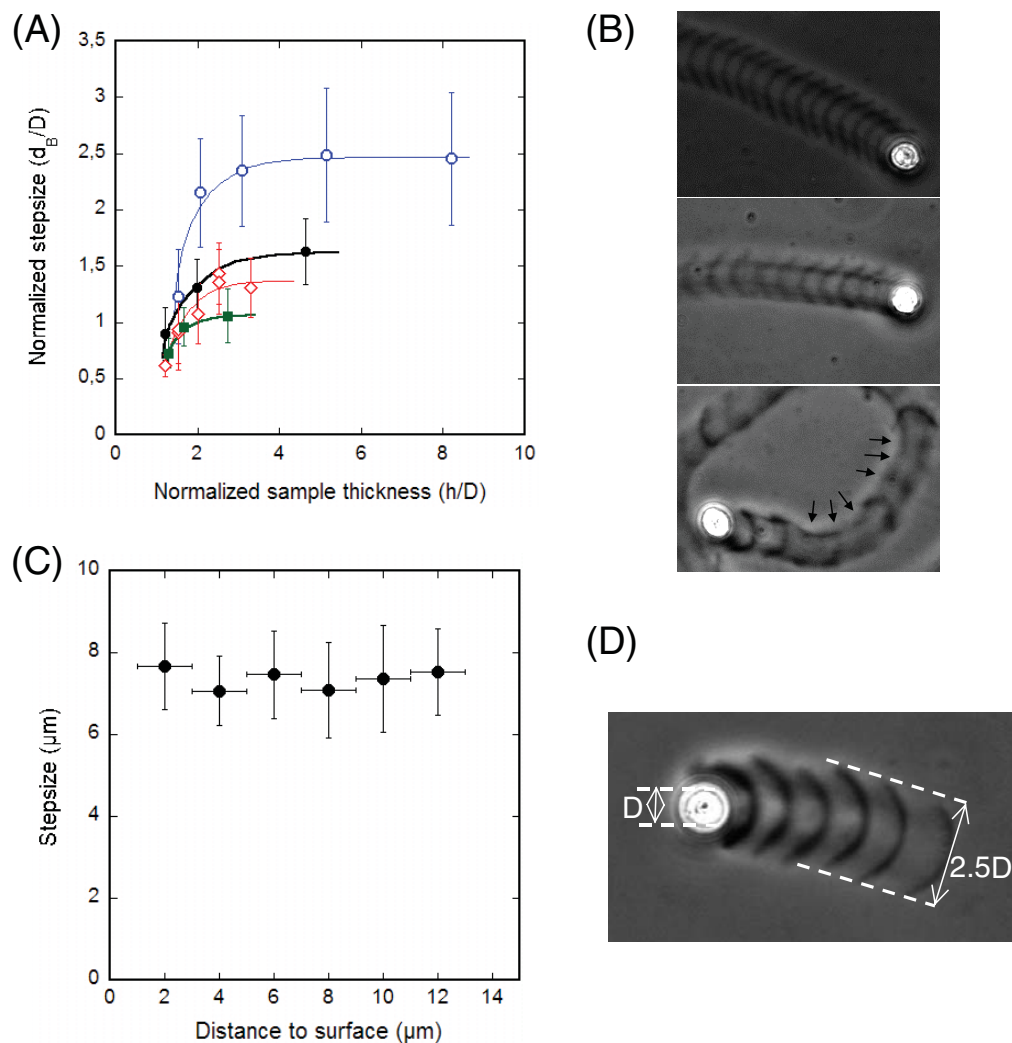 (A)
3,5
3
2,5
2
1,5
1
0,5
0
0
2
4
6
8
10
Normalized stepsize (d_B/D)
Normalized sample thickness (h/D)
(B)
(C)
10
8
6
4
2
0
0
2
4
6
8
10
12
14
Stepsize (µm)
Distance to surface (µm)
(D)
D
2.5D